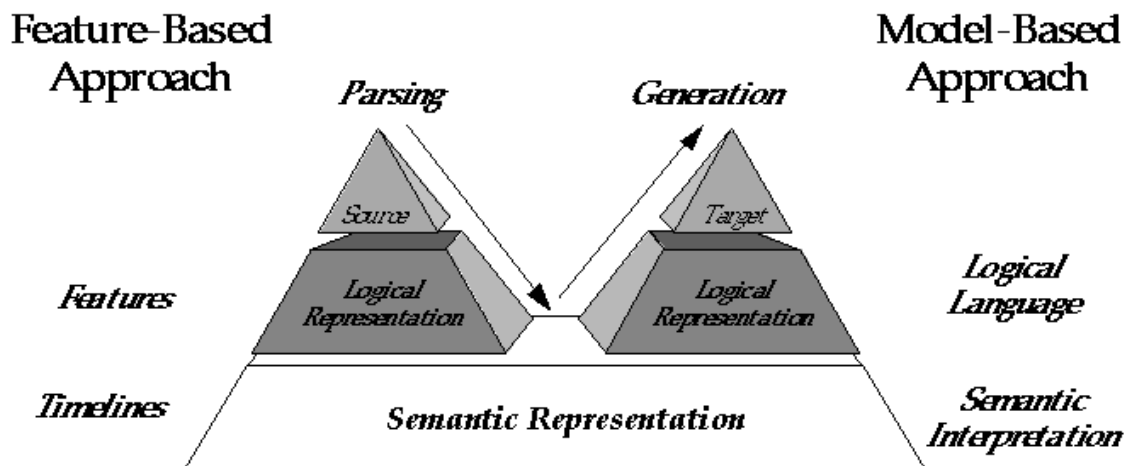 Feature-Based
Approach
Model-Based
Approach
Parsing
Generation
Source
Target
Features
Logical
Representation
Logical
Representation
Logical
Language
Timelines
Semantic Representation
Semantic
Interpretation